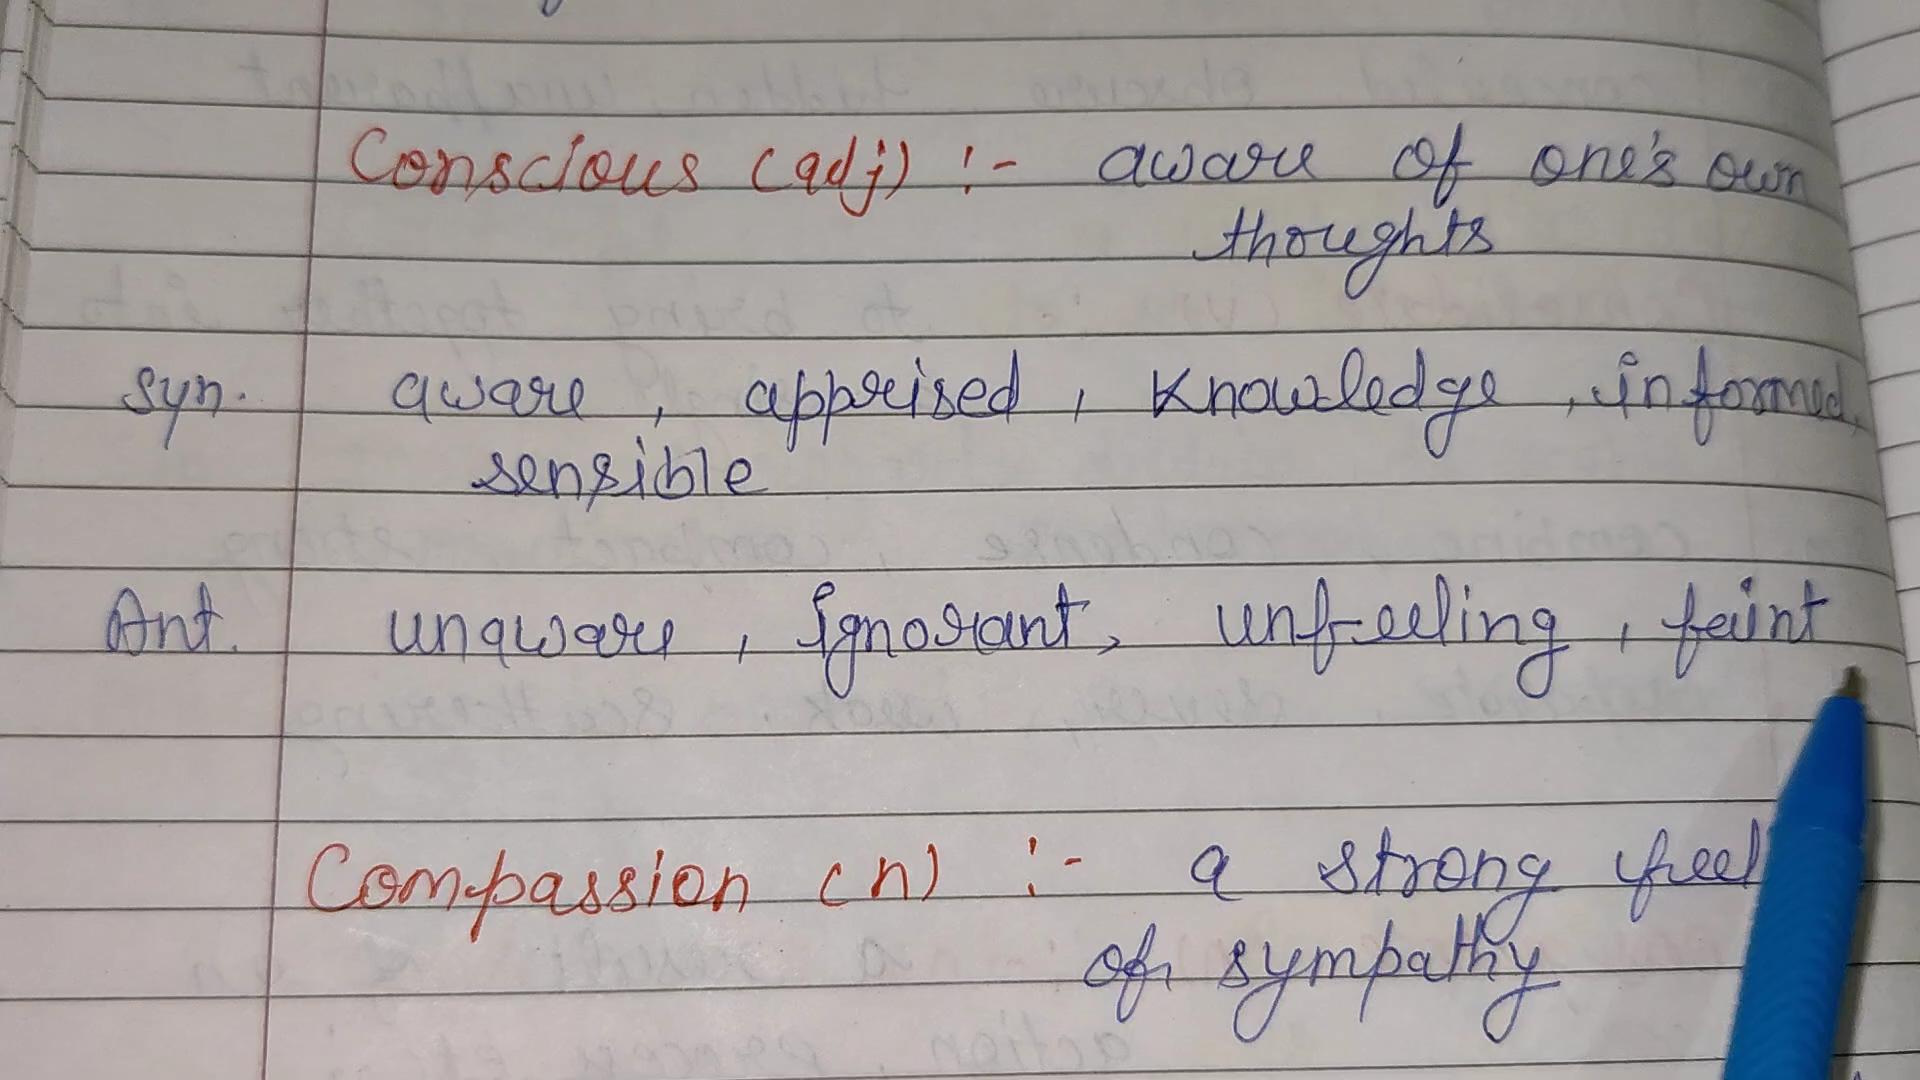 Conscious (adj) :- aware of one's own
thoughts
Syn. aware, apprised, Knowledge, informed,
sensible
Ant. unaware, ignorant, unfeeling, feint
Compassion (n) :- a strong feel
of sympathy